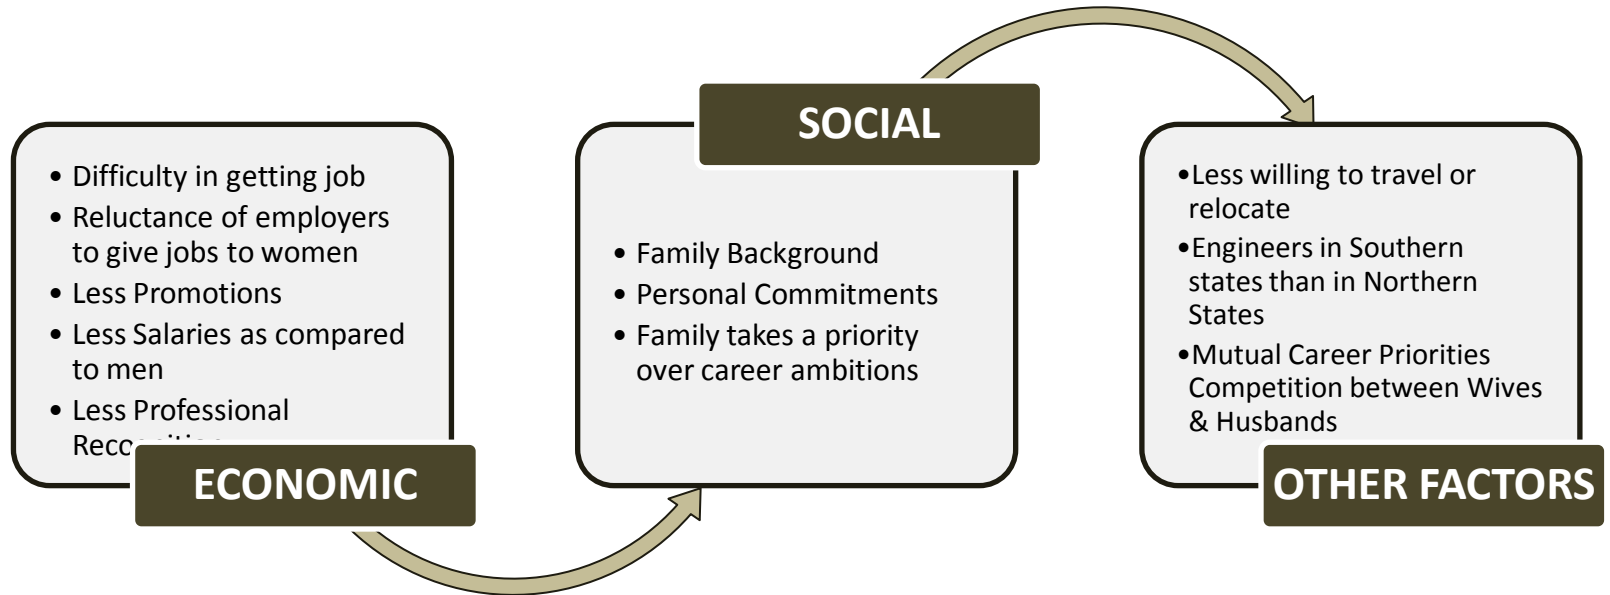 • Difficulty in getting job
• Reluctance of employers
to give jobs to women
• Less Promotions
• Less Salaries as compared
to men
• Less Professional
ECONOMIC
SOCIAL
• Family Background
• Personal Commitments
• Family takes a priority
over career ambitions
•Less willing to travel or
relocate
•Engineers in Southern
states than in Northern
States
•Mutual Career Priorities
Competition between Wives
& Husbands
OTHER FACTORS